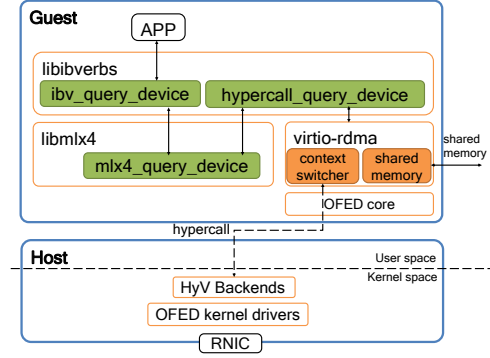 Guest
APP
libibverbs
ibv_query_device
hypercall_query_device
libmlx4
virtio-rdma
shared
memory
mlx4_query_device
context
switcher
shared
memory
OFED core
hypercall
Host
User space
Kernel space
HyV Backends
OFED kernel drivers
RNIC